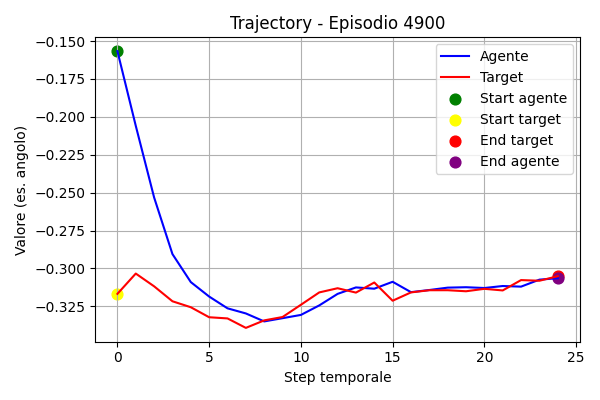 Trajectory - Episodio 4900
Agente
Target
Start agente
Start target
End target
End agente
Valore (es. angolo)
−0.150
−0.175
−0.200
−0.225
−0.250
−0.275
−0.300
−0.325
0
5
10
15
20
25
Step temporale